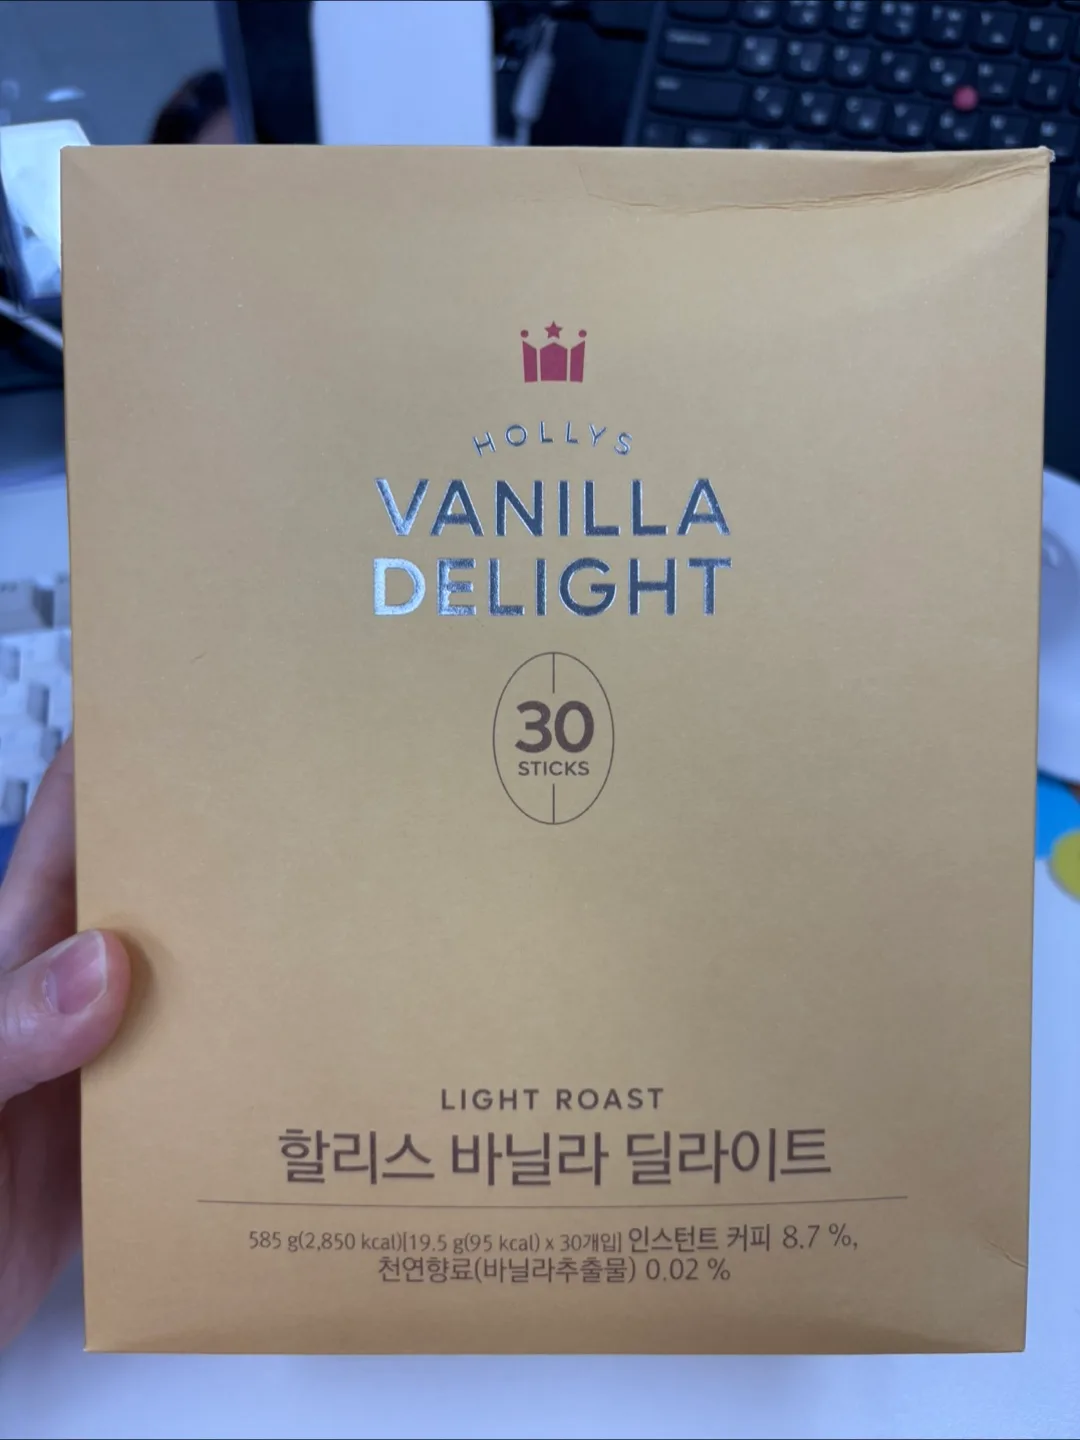 HOLLYS
VANILLA
DELIGHT
30
STICKS
LIGHT ROAST
할리스 바닐라 딜라이트
585 g(2,850 kcal)[19.5 g(95 kcal) x 30개입] 인스턴트 커피 8.7 %,
천연향료(바닐라추출물) 0.02 %